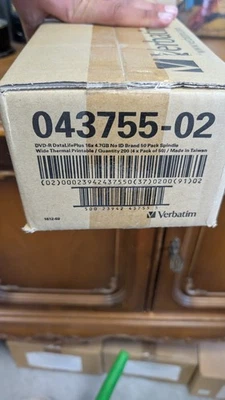 Verbatim
043755-02
DVD-R DataLifePlus 16x 4.7GB No ID Brand 50 Pack Spindle
Wide Thermal Printable / Quantity 200 (4 x Pack of 50) / Made in Taiwan
(02)00023942437550(37)0200(91)02
Verbatim